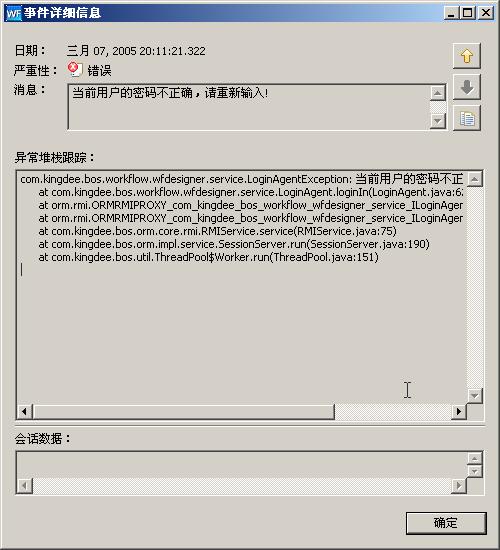 WF 事件详细信息
日期： 三月 07, 2005 20:11:21.322
严重性： 错误
消息： 当前用户的密码不正确，请重新输入!
异常堆栈跟踪：
com.kingdee.bos.workflow.wfdesigner.service.LoginAgentException: 当前用户的密码不正
at com.kingdee.bos.workflow.wfdesigner.service.LoginAgent.loginIn(LoginAgent.java:62
at orm.rmi.ORMRMIPROXY_com_kingdee_bos_workflow_wfdesigner_service_ILoginAgen
at orm.rmi.ORMRMIPROXY_com_kingdee_bos_workflow_wfdesigner_service_ILoginAgen
at com.kingdee.bos.orm.core.rmi.RMIService.service(RMIService.java:75)
at com.kingdee.bos.orm.impl.service.SessionServer.run(SessionServer.java:190)
at com.kingdee.bos.util.ThreadPool$Worker.run(ThreadPool.java:151)
会话数据：
确定